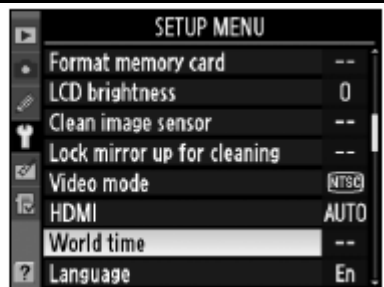 SETUP MENU
Format memory card --
LCD brightness 0
Clean image sensor --
Lock mirror up for cleaning --
Video mode NTSC
HDMI AUTO
World time --
? Language En